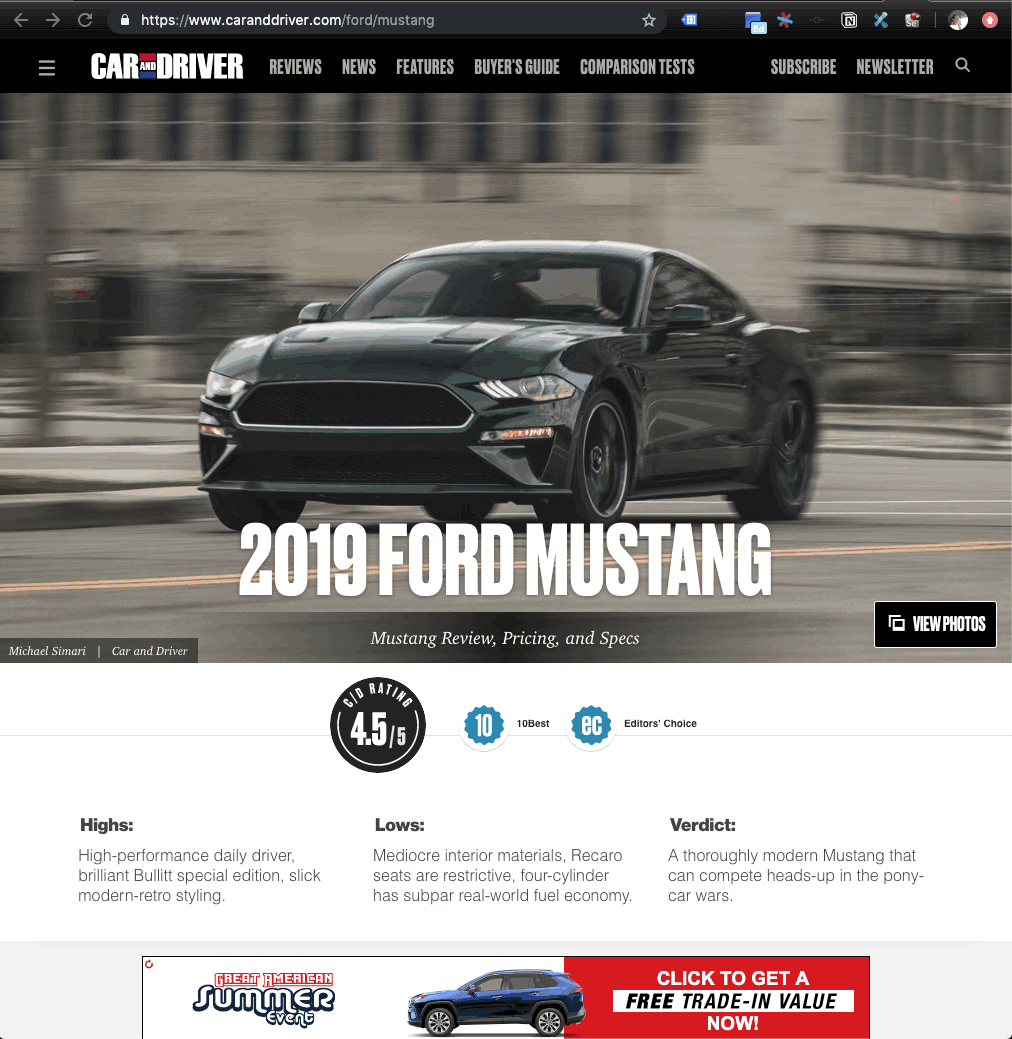 https://www.caranddriver.com/ford/mustang
CAR AND DRIVER REVIEWS NEWS FEATURES BUYER'S GUIDE COMPARISON TESTS SUBSCRIBE NEWSLETTER
2019 FORD MUSTANG
Mustang Review, Pricing, and Specs
VIEW PHOTOS
Michael Simari | Car and Driver
C/D RATING
4.5/5
10 10Best
ec Editors' Choice
Highs:
High-performance daily driver,
brilliant Bullitt special edition, slick
modern-retro styling.
Lows:
Mediocre interior materials, Recaro
seats are restrictive, four-cylinder
has subpar real-world fuel economy.
Verdict:
A thoroughly modern Mustang that
can compete heads-up in the pony-
car wars.
GREAT AMERICAN
SUMMER
Event
CLICK TO GET A
FREE TRADE-IN VALUE
NOW!